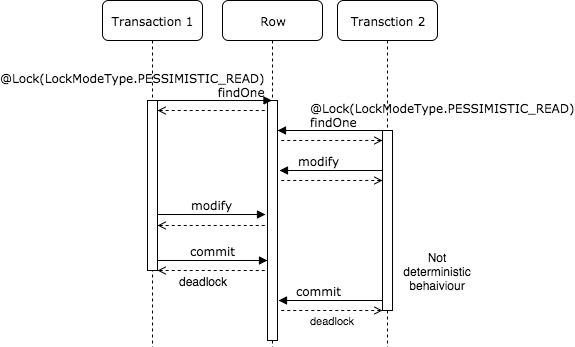 Transaction 1
Row
Transction 2
@Lock(LockModeType.PESSIMISTIC_READ)
findOne
@Lock(LockModeType.PESSIMISTIC_READ)
findOne
modify
modify
commit
deadlock
Not
deterministic
behaiviour
commit
deadlock